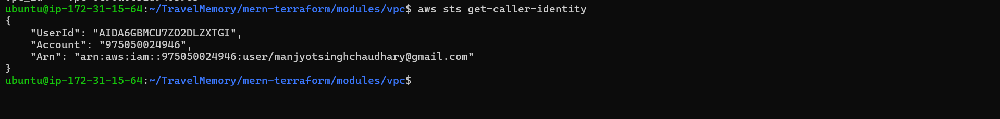 ubuntu@ip-172-31-15-64:~/TravelMemory/mern-terraform/modules/vpc$ aws sts get-caller-identity
{
    "UserId": "AIDA6GBMCU7ZO2DLZXTGI",
    "Account": "975050024946",
    "Arn": "arn:aws:iam::975050024946:user/manjyotsinghchaudhary@gmail.com"
}
ubuntu@ip-172-31-15-64:~/TravelMemory/mern-terraform/modules/vpc$